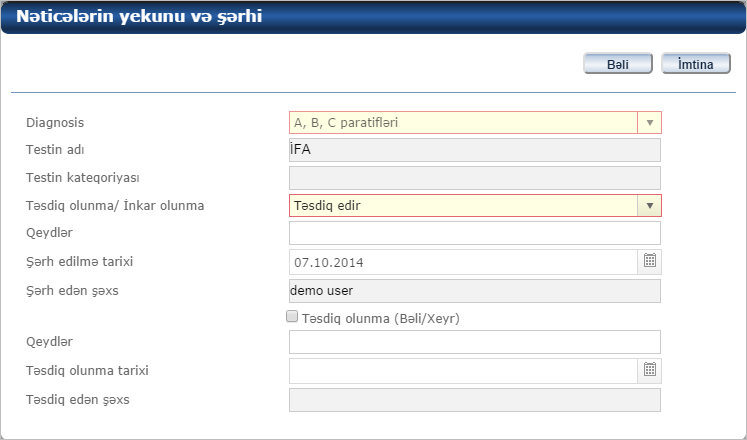 Nəticələrin yekunu və şərhi
Bəli İmtina
Diagnosis A, B, C paratifləri
Testin adı İFA
Testin kateqoriyası
Təsdiq olunma/ İnkar olunma Təsdiq edir
Qeydlər
Şərh edilmə tarixi 07.10.2014
Şərh edən şəxs demo user
Təsdiq olunma (Bəli/Xeyr)
Qeydlər
Təsdiq olunma tarixi
Təsdiq edən şəxs